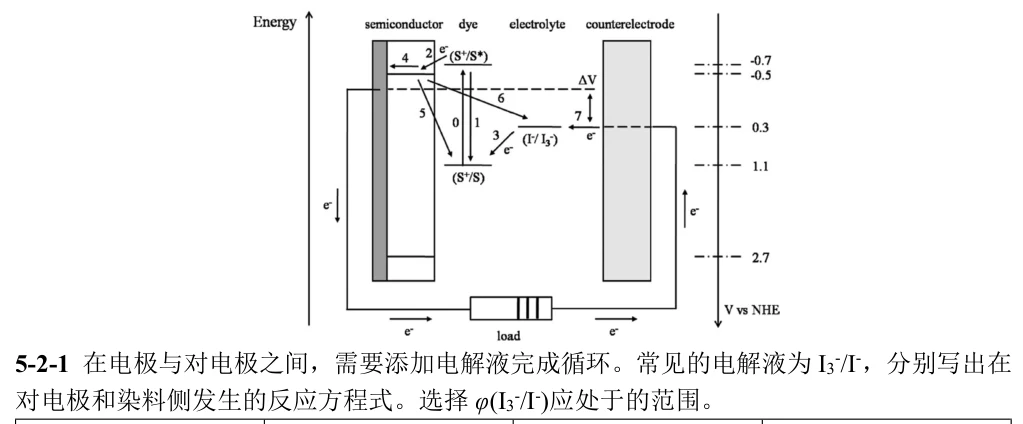 Energy
semiconductor dye electrolyte counterelectrode
4 2 e⁻ (S⁺/S*)
-0.7
-0.5
ΔV
6
5 0 1 7
3 e⁻ (I⁻/ I₃⁻) e⁻
0.3
1.1
(S⁺/S)
e⁻ e⁻
2.7
V vs NHE
e⁻ load e⁻
5-2-1 在电极与对电极之间，需要添加电解液完成循环。常见的电解液为 I₃⁻/I⁻，分别写出在
对电极和染料侧发生的反应方程式。选择 φ(I₃⁻/I⁻)应处于的范围。